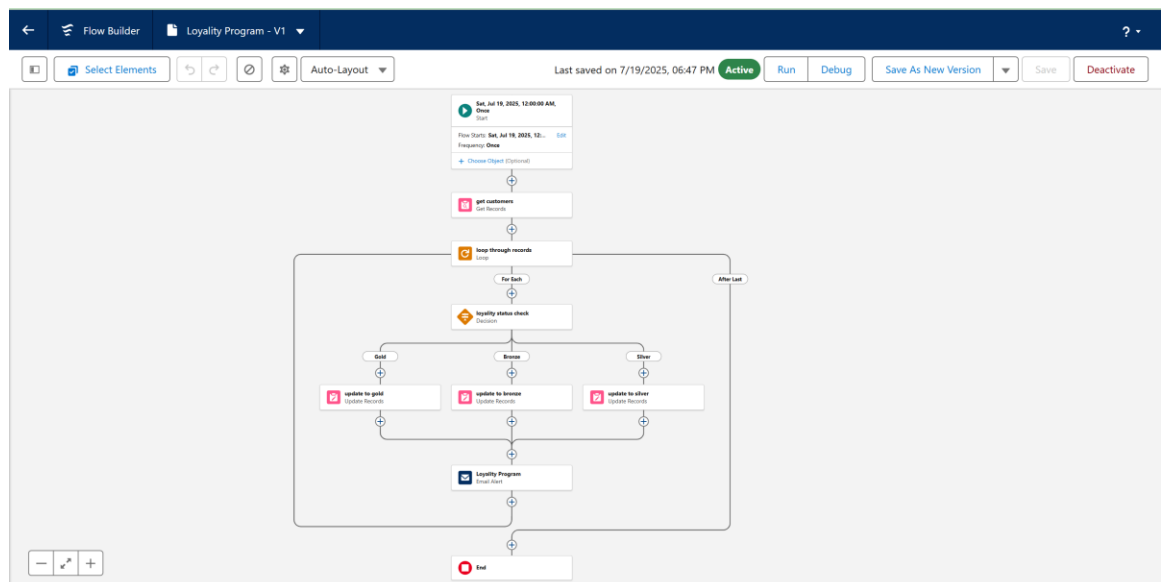 Flow Builder
Loyality Program - V1
? -
Select Elements
Auto-Layout
Last saved on 7/19/2025, 06:47 PM
Active
Run
Debug
Save As New Version
Save
Deactivate
Sat, Jul 19, 2025, 12:00:00 AM,
Once
Start
Flow Starts: Sat, Jul 19, 2025, 12:... Edit
Frequency: Once
+ Choose Object (Optional)
get customers
Get Records
loop through records
Loop
For Each
After Last
loyality status check
Decision
Gold
Bronze
Silver
update to gold
Update Records
update to bronze
Update Records
update to silver
Update Records
Loyality Program
Email Alert
End